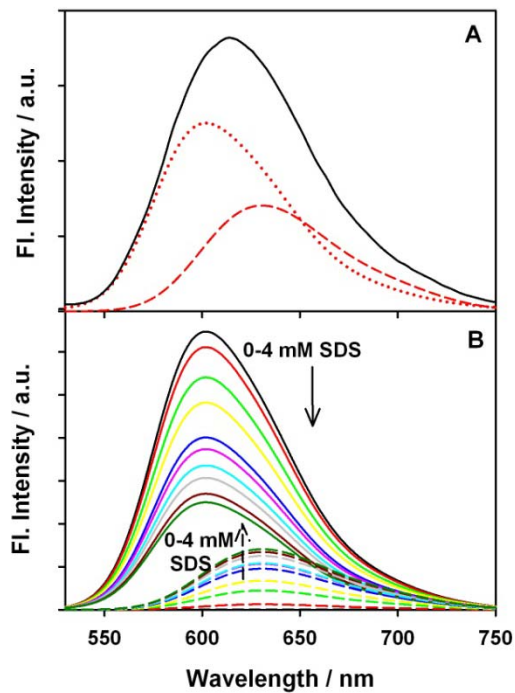 A
Fl. Intensity / a.u.
B
0-4 mM SDS
0-4 mM
SDS
Fl. Intensity / a.u.
550 600 650 700 750
Wavelength / nm